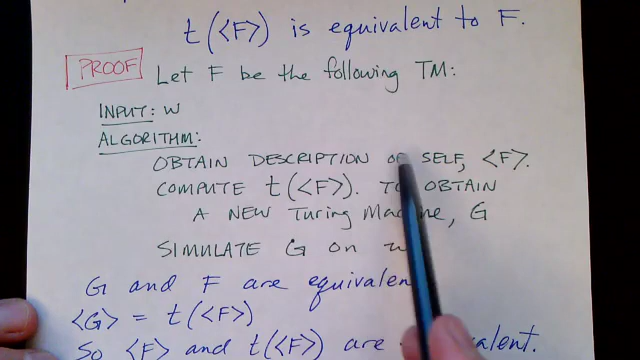 t(<F>) is equivalent to F.
PROOF Let F be the following TM:
INPUT: W
ALGORITHM:
OBTAIN DESCRIPTION OF SELF, <F>.
COMPUTE t(<F>). TO OBTAIN
A NEW Turing Machine, G
SIMULATE G on
G and F are equivalen
<G> = t(<F>)
So <F> and t(<F>) are